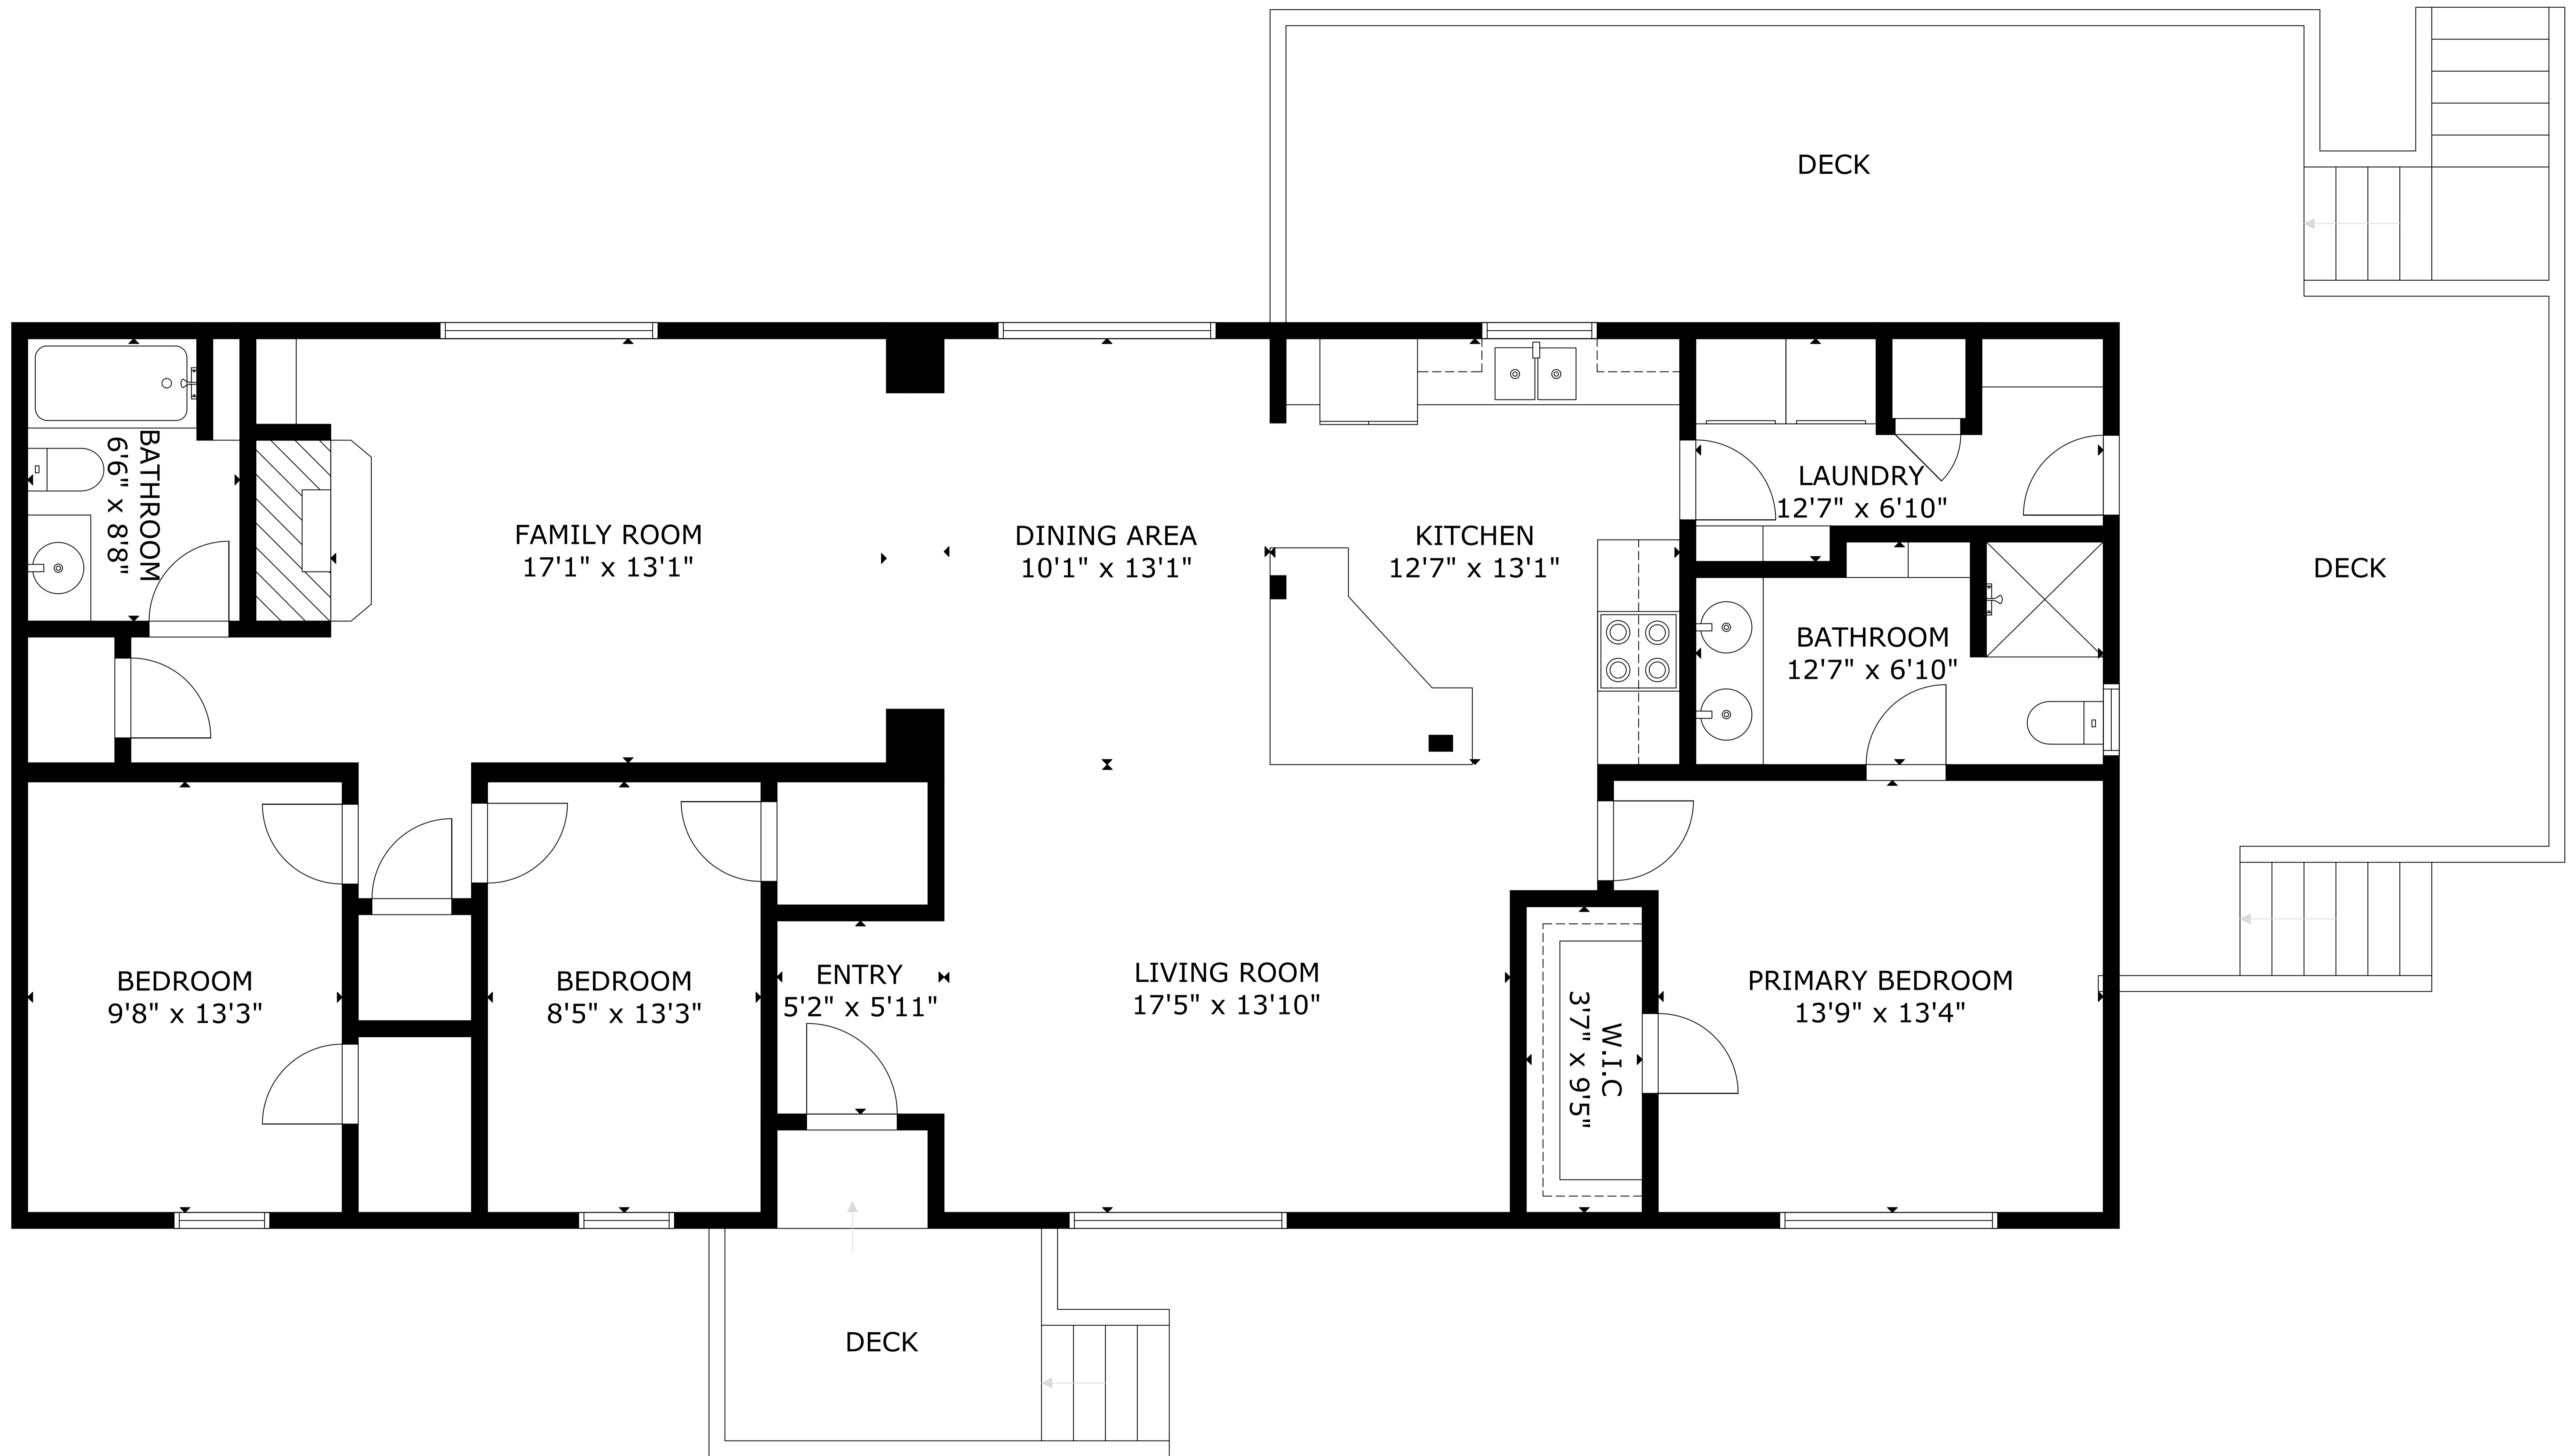 DECK
BATHROOM
6'6" x 8'8"
FAMILY ROOM
17'1" x 13'1"
DINING AREA
10'1" x 13'1"
KITCHEN
12'7" x 13'1"
LAUNDRY
12'7" x 6'10"
DECK
BATHROOM
12'7" x 6'10"
BEDROOM
9'8" x 13'3"
BEDROOM
8'5" x 13'3"
ENTRY
5'2" x 5'11"
LIVING ROOM
17'5" x 13'10"
W.I.C
3'7" x 9'5"
PRIMARY BEDROOM
13'9" x 13'4"
DECK